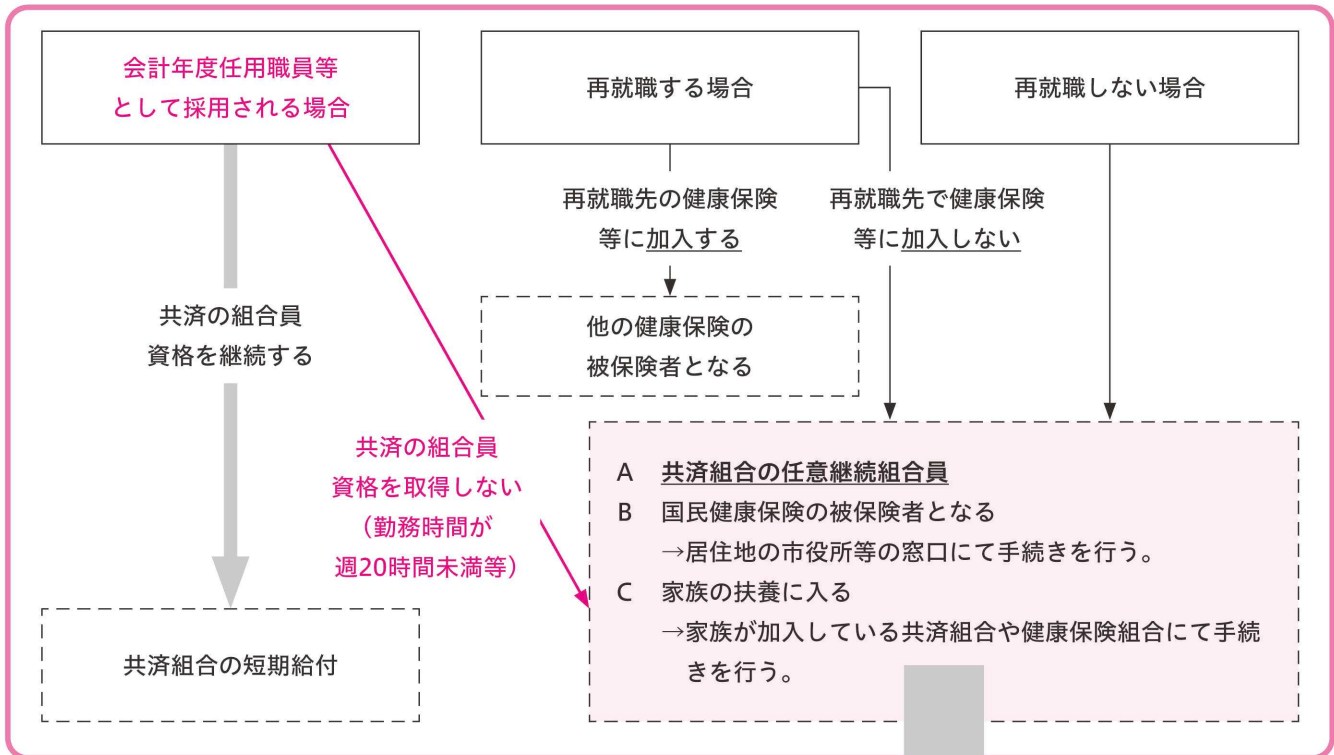 会計年度任用職員等
として採用される場合
共済の組合員
資格を継続する
共済組合の短期給付
共済の組合員
資格を取得しない
（勤務時間が
週20時間未満等）
再就職する場合
再就職先の健康保険
等に加入する
他の健康保険の
被保険者となる
再就職先で健康保険
等に加入しない
再就職しない場合
A 共済組合の任意継続組合員
B 国民健康保険の被保険者となる
→居住地の市役所等の窓口にて手続きを行う。
C 家族の扶養に入る
→家族が加入している共済組合や健康保険組合にて手続
きを行う。